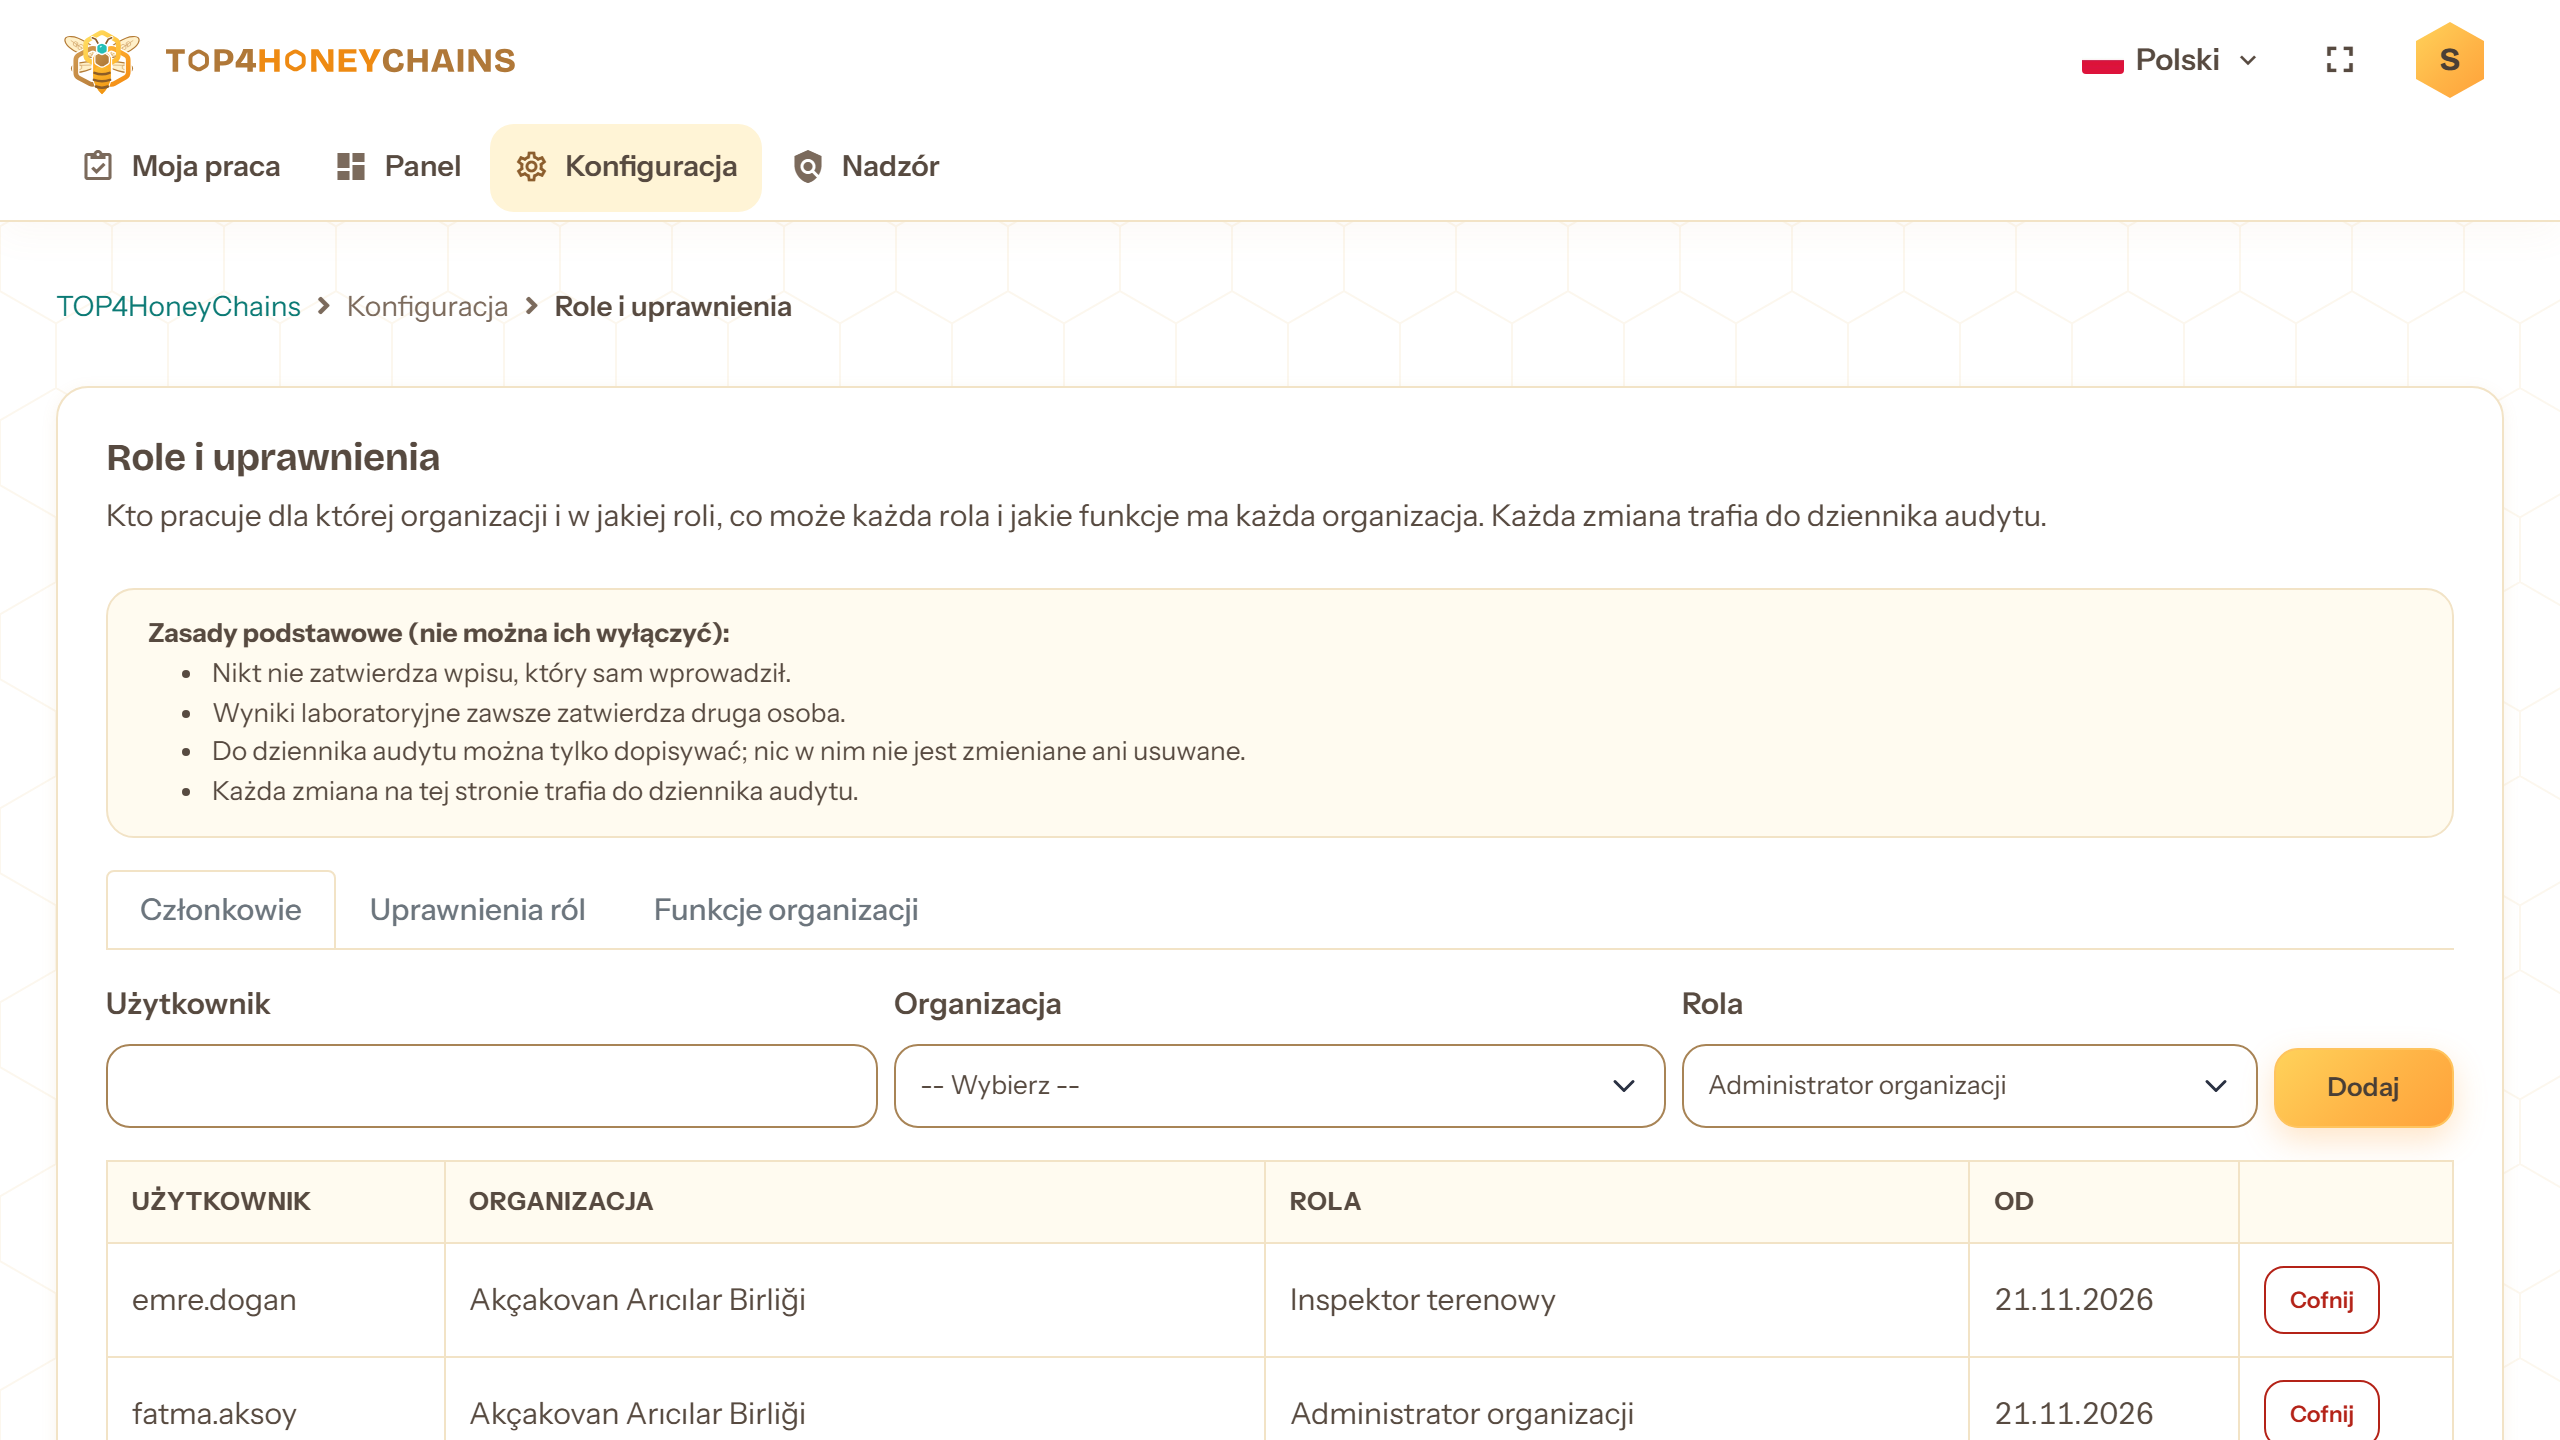 TOP4HONEYCHAINS
Polski
S
Moja praca
Panel
Konfiguracja
Nadzór
TOP4HoneyChains > Konfiguracja > Role i uprawnienia
Role i uprawnienia
Kto pracuje dla której organizacji i w jakiej roli, co może każda rola i jakie funkcje ma każda organizacja. Każda zmiana trafia do dziennika audytu.
Zasady podstawowe (nie można ich wyłączyć):
• Nikt nie zatwierdza wpisu, który sam wprowadził.
• Wyniki laboratoryjne zawsze zatwierdza druga osoba.
• Do dziennika audytu można tylko dopisywać; nic w nim nie jest zmieniane ani usuwane.
• Każda zmiana na tej stronie trafia do dziennika audytu.
Członkowie
Uprawnienia ról
Funkcje organizacji
Użytkownik
Organizacja
Rola
-- Wybierz --
Administrator organizacji
Dodaj
UŻYTKOWNIK ORGANIZACJA ROLA OD
emre.dogan Akçakovan Arıcılar Birliği Inspektor terenowy 21.11.2026 Cofnij
fatma.aksoy Akçakovan Arıcılar Birliği Administrator organizacji 21.11.2026 Cofnij